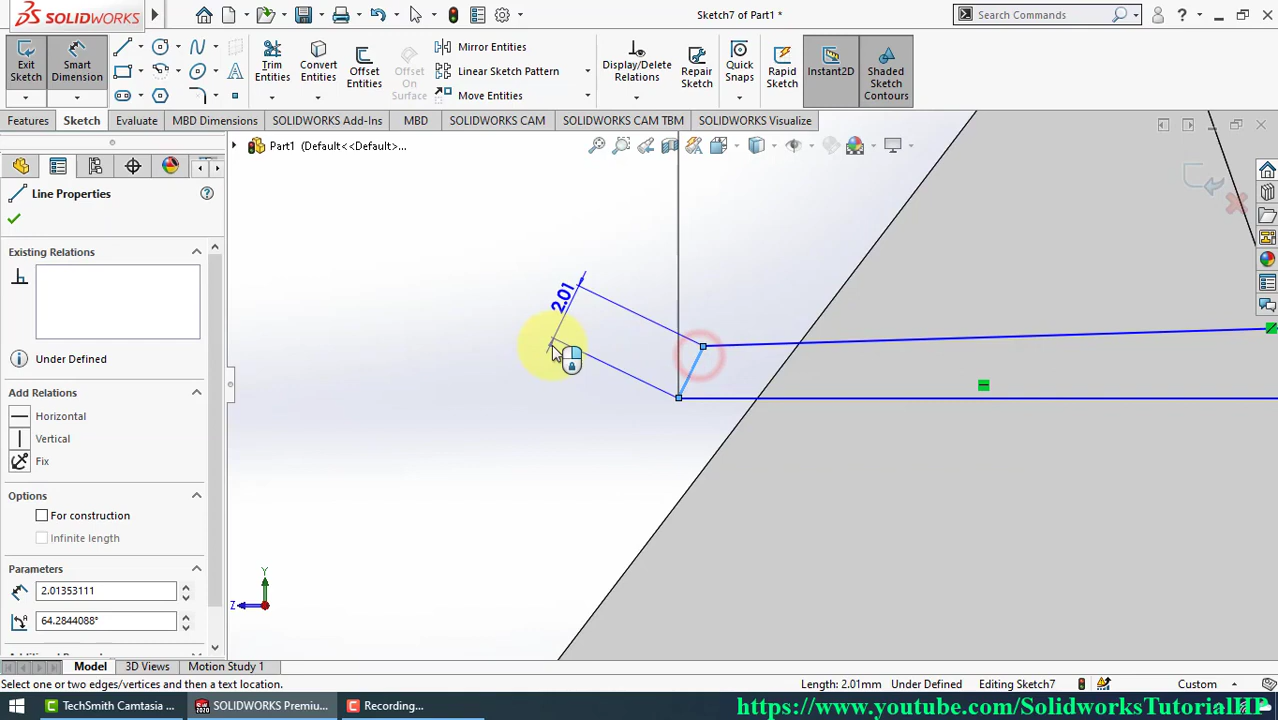 SOLIDWORKS
Sketch7 of Part1 *
Search Commands
?
Exit Sketch
Smart Dimension
Trim Entities
Convert Entities
Offset Entities
Offset On Surface
Mirror Entities
Linear Sketch Pattern
Move Entities
Display/Delete Relations
Repair Sketch
Quick Snaps
Rapid Sketch
Instant2D
Shaded Sketch Contours
Features
Sketch
Evaluate
MBD Dimensions
SOLIDWORKS Add-Ins
MBD
SOLIDWORKS CAM
SOLIDWORKS CAM TBM
SOLIDWORKS Visualize
Part1 (Default<<Default>...
Line Properties
Existing Relations
Under Defined
Add Relations
Horizontal
Vertical
Fix
Options
For construction
Infinite length
Parameters
2.01353111
64.2844088°
2.01
Y
Z
Model
3D Views
Motion Study 1
Select one or two edges/vertices and then a text location.
Length: 2.01mm
Under Defined
Editing Sketch7
Custom
TechSmith Camtasia ...
SOLIDWORKS Premiu...
Recording...
https://www.youtube.com/SolidworksTutorialHP